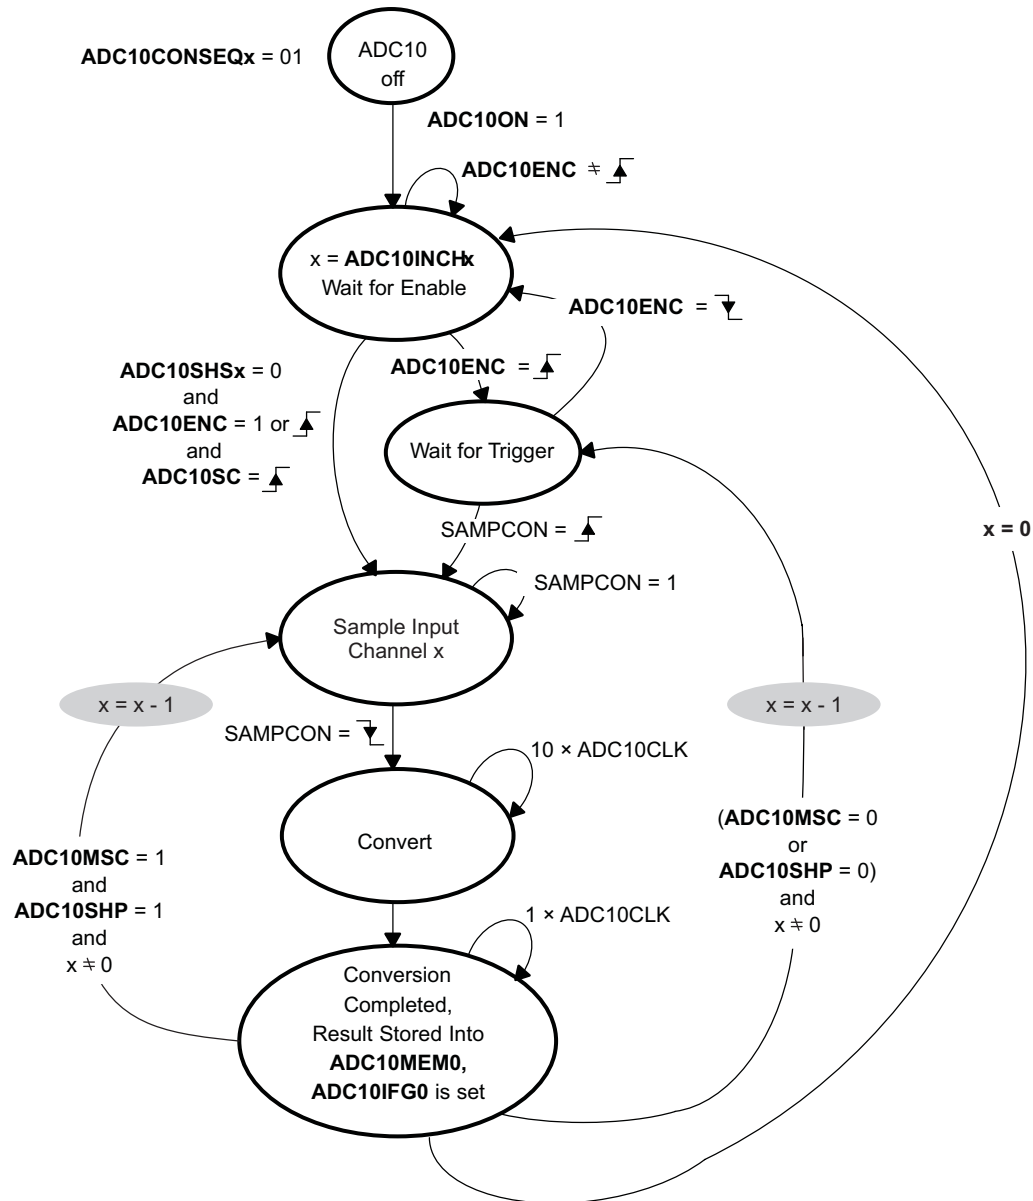 ADC10CONSEQx = 01
ADC10
off
ADC10ON = 1
ADC10ENC ≠
x = ADC10INCHx
Wait for Enable
ADC10ENC =
ADC10SHSx = 0
and
ADC10ENC = 1 or
and
ADC10SC =
ADC10ENC =
Wait for Trigger
SAMPCON =
x = 0
SAMPCON = 1
Sample Input
Channel x
x = x - 1
x = x - 1
SAMPCON =
10 × ADC10CLK
Convert
(ADC10MSC = 0
or
ADC10SHP = 0)
and
x ≠ 0
ADC10MSC = 1
and
ADC10SHP = 1
and
x ≠ 0
1 × ADC10CLK
Conversion
Completed,
Result Stored Into
ADC10MEM0,
ADC10IFG0 is set